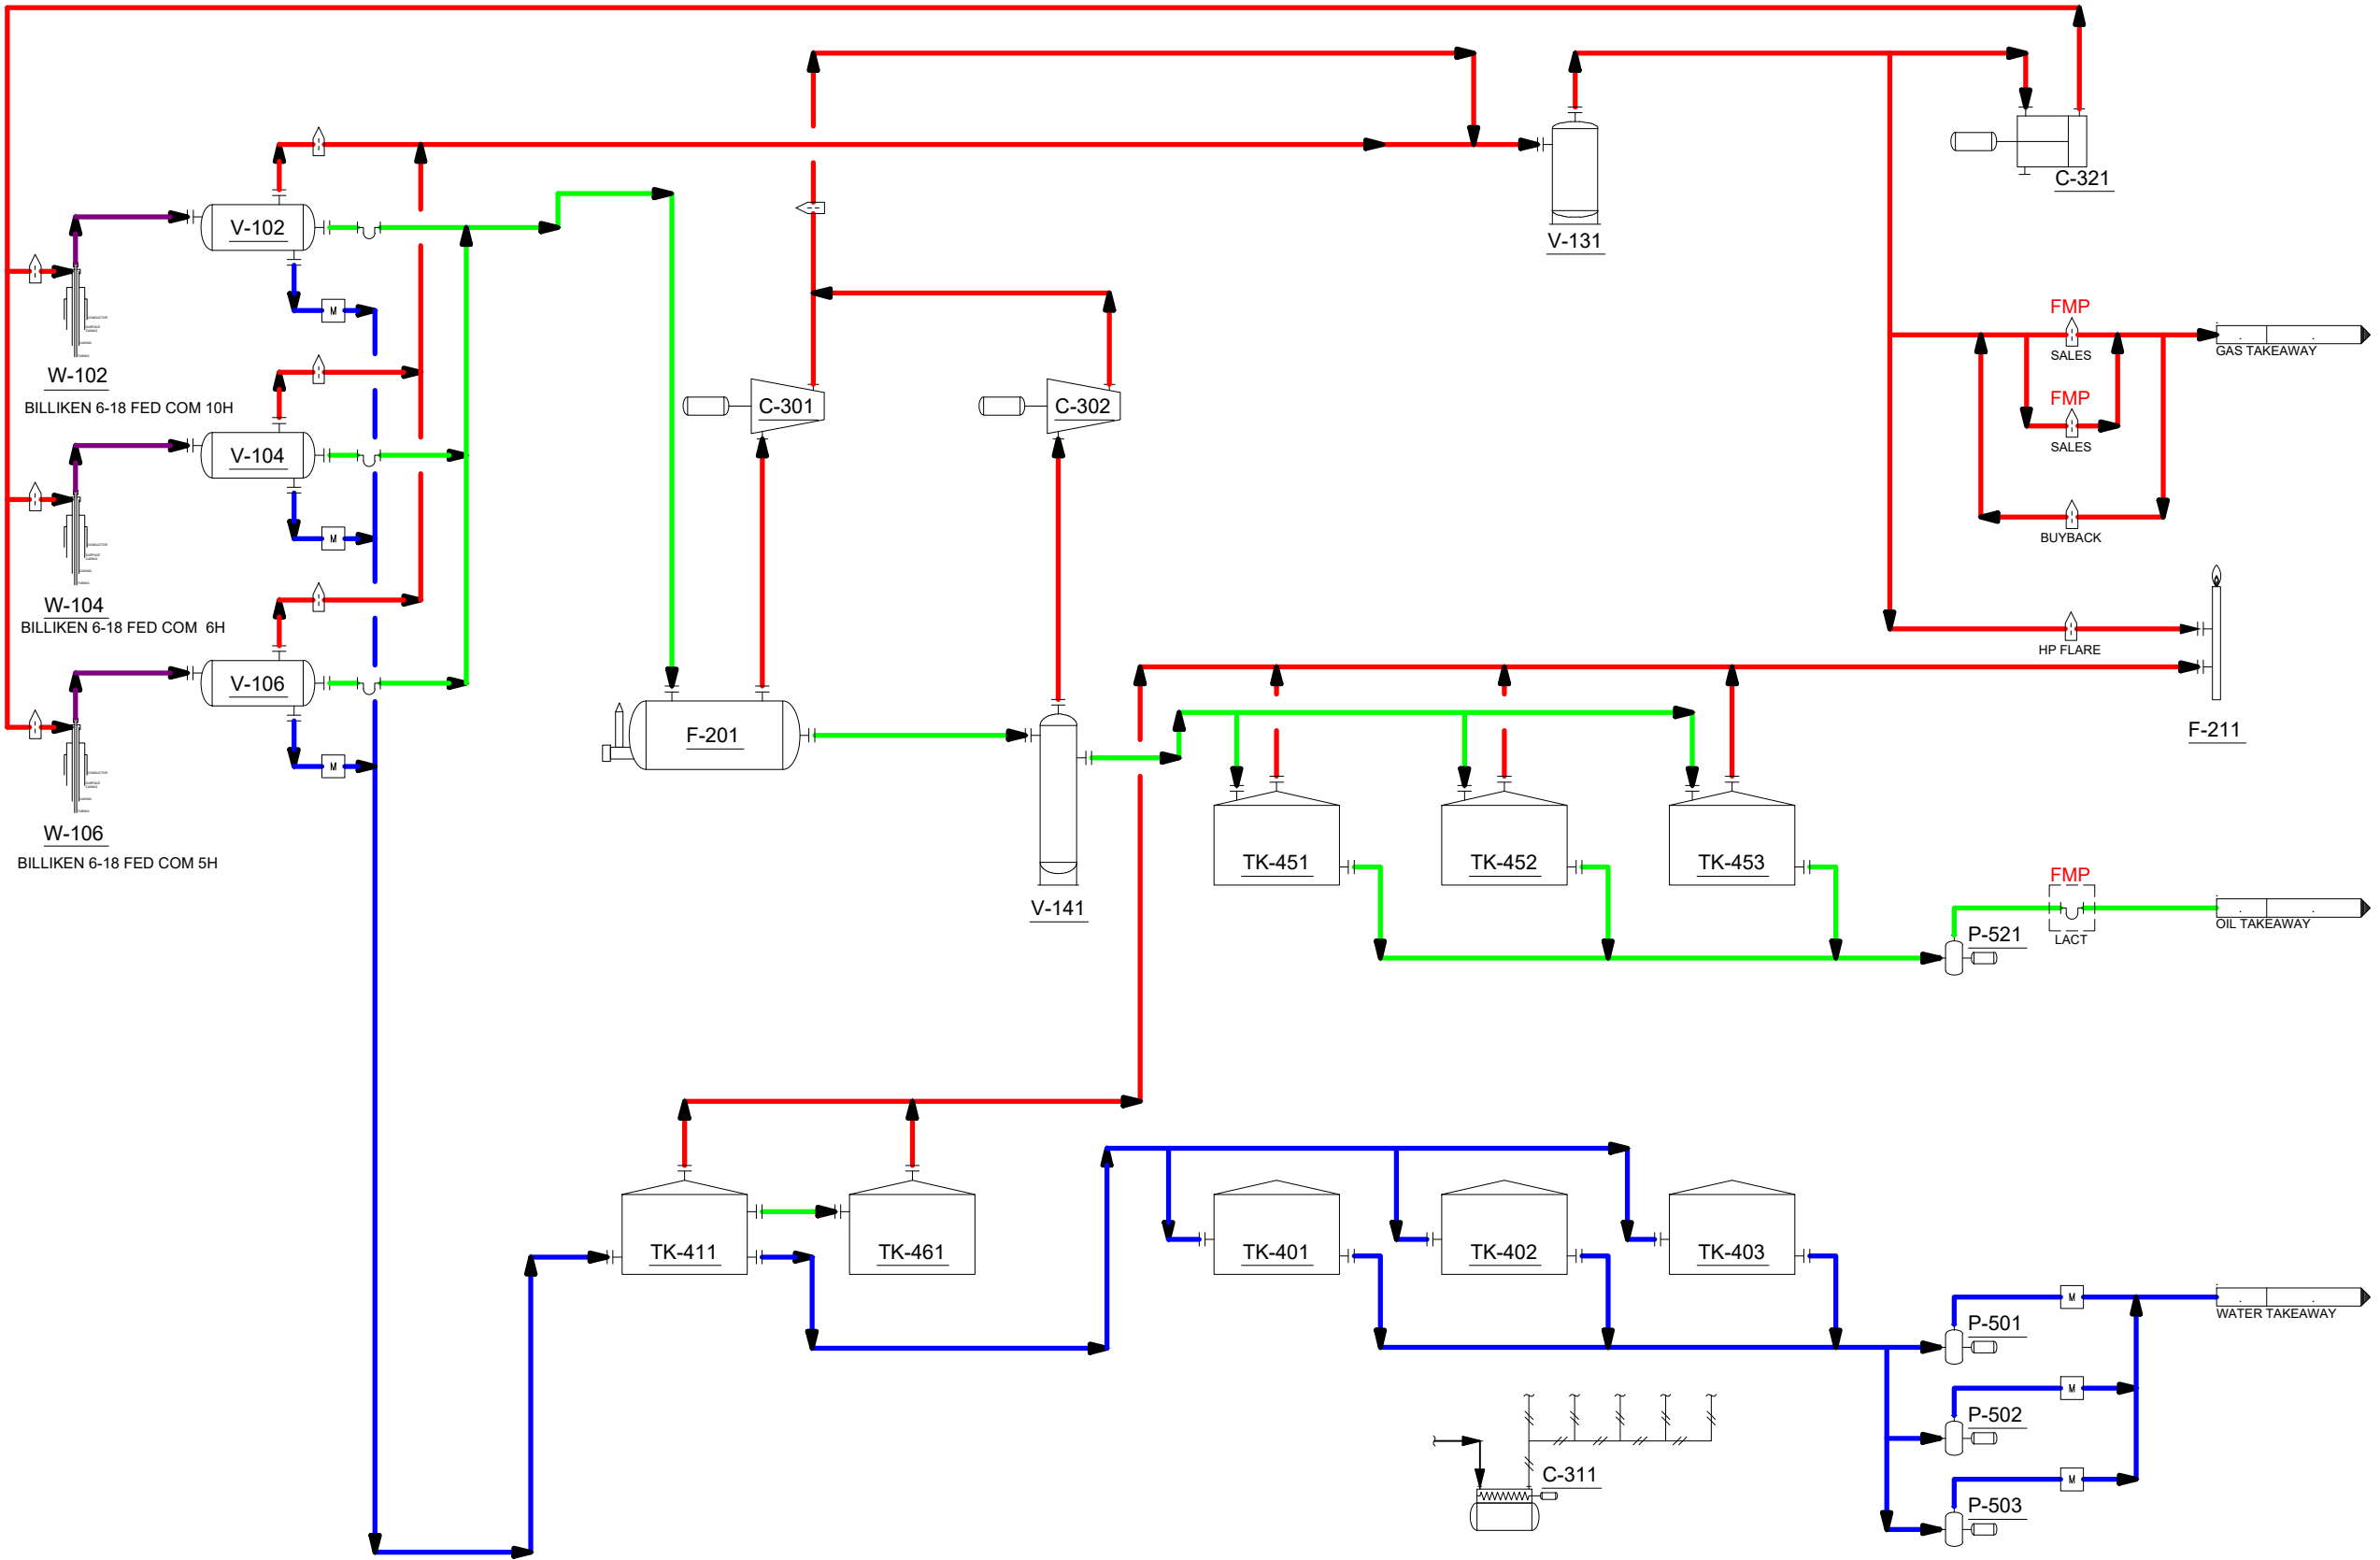 C-321
V-102
V-131
FMP
SALES
GAS TAKEAWAY
W-102
BILLIKEN 6-18 FED COM 10H
C-301
C-302
FMP
SALES
V-104
BUYBACK
W-104
BILLIKEN 6-18 FED COM  6H
HP FLARE
V-106
F-201
F-211
W-106
BILLIKEN 6-18 FED COM 5H
TK-451
TK-452
TK-453
V-141
FMP
LACT
P-521
OIL TAKEAWAY
TK-411
TK-461
TK-401
TK-402
TK-403
WATER TAKEAWAY
P-501
P-502
C-311
P-503
M
M
M
M
M
M